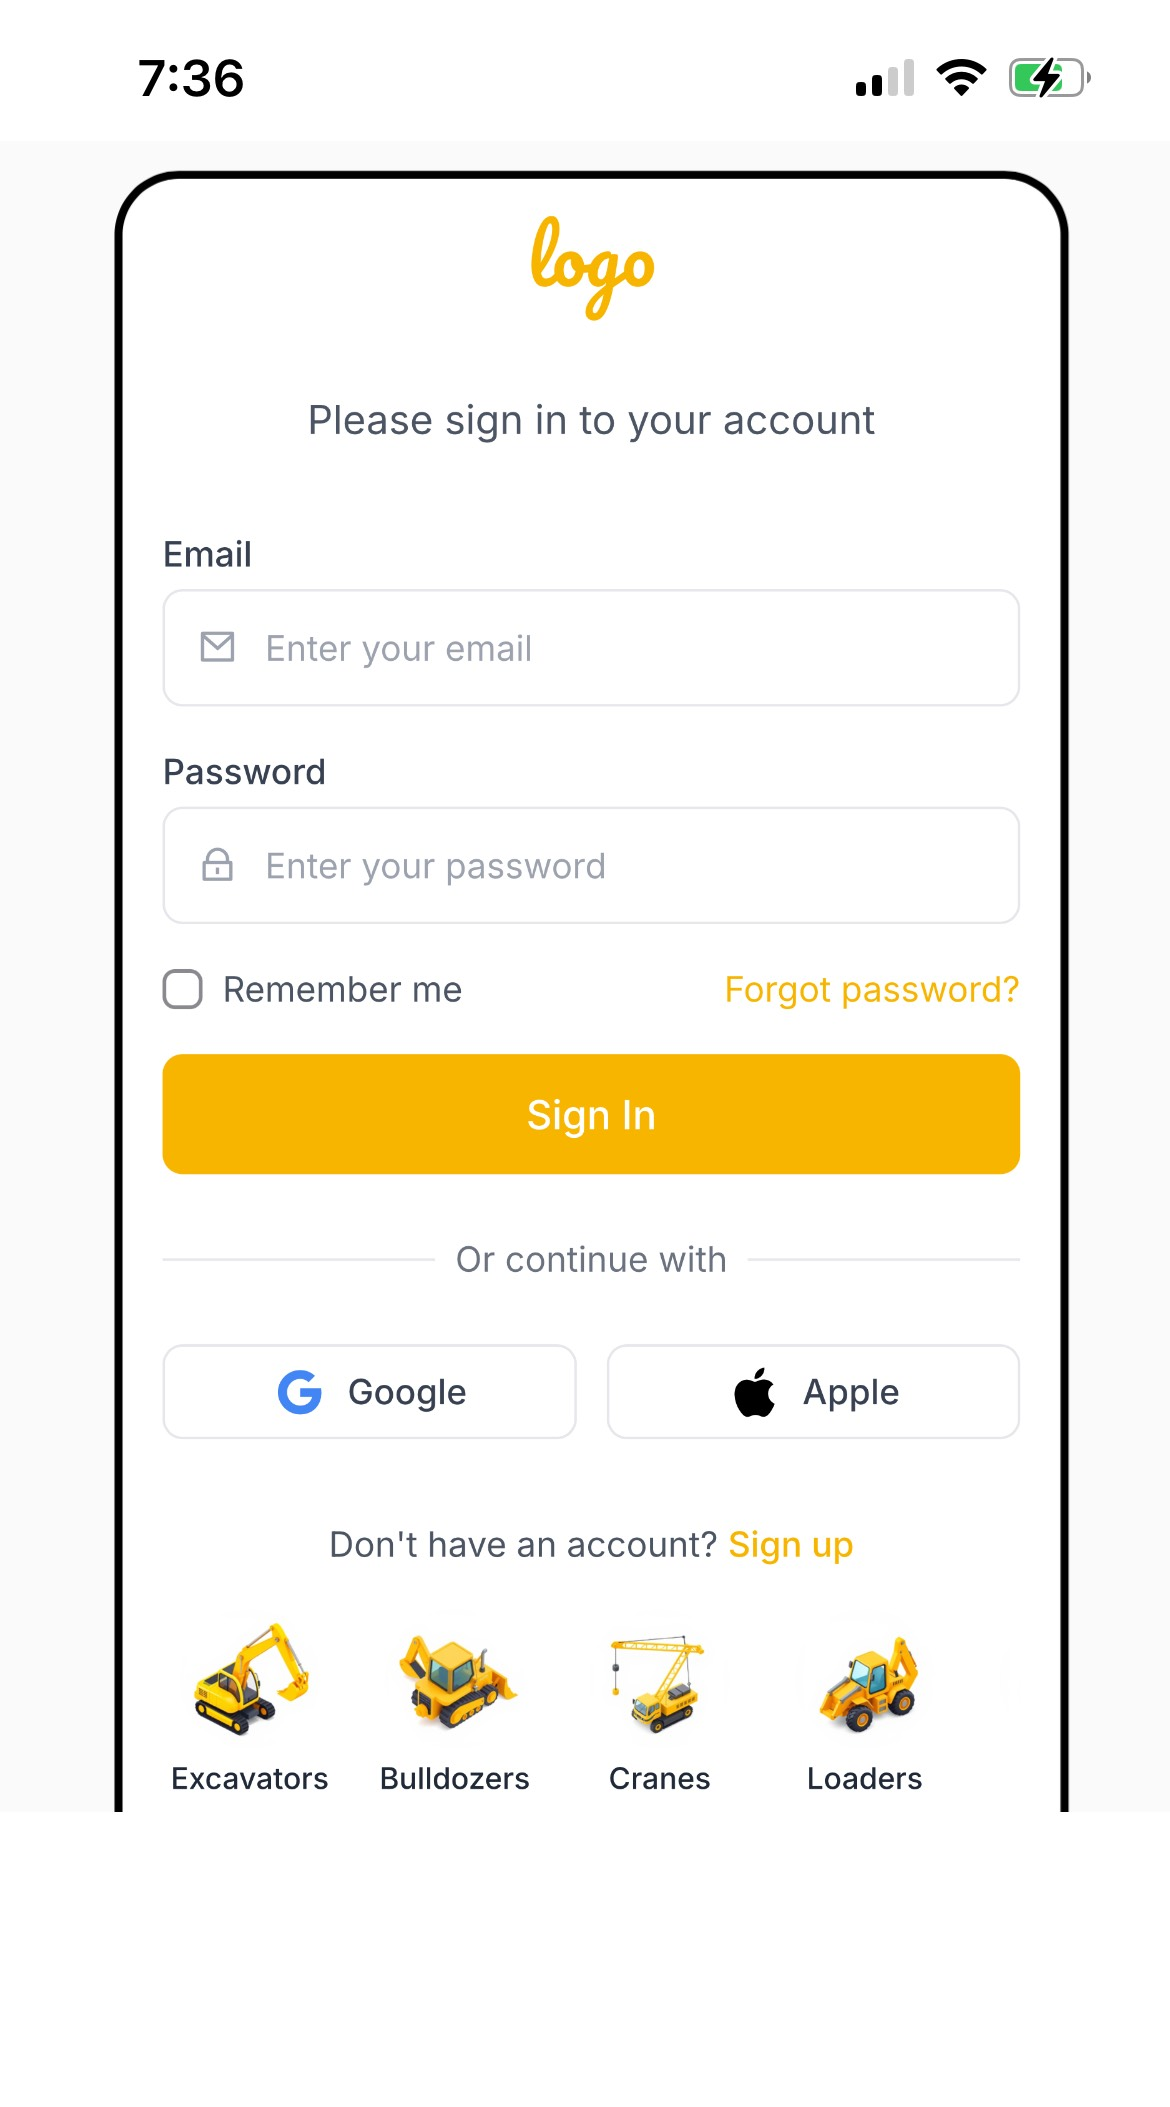 7:36
logo
Please sign in to your account
Email
Enter your email
Password
Enter your password
Remember me Forgot password?
Sign In
Or continue with
Google Apple
Don't have an account? Sign up
Excavators Bulldozers Cranes Loaders